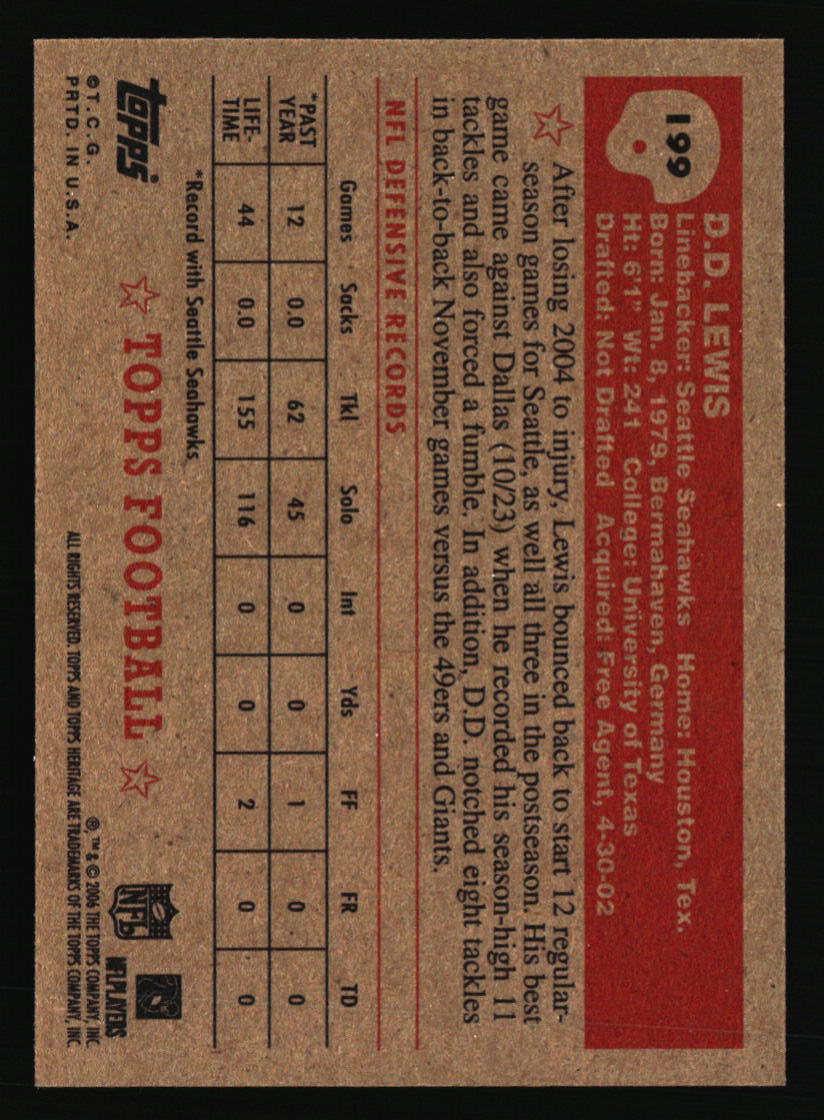 199
D.D. LEWIS
Linebacker: Seattle Seahawks Home: Houston, Tex.
Born: Jan. 8, 1979, Bermahaven, Germany
Ht: 6'1" Wt: 241 College: University of Texas
Drafted: Not Drafted Acquired: Free Agent, 4-30-02
After losing 2004 to injury, Lewis bounced back to start 12 regular-
season games for Seattle, as well all three in the postseason. His best
game came against Dallas (10/23) when he recorded his season-high 11
tackles and also forced a fumble. In addition, D.D. notched eight tackles
in back-to-back November games versus the 49ers and Giants.
NFL DEFENSIVE RECORDS
Games Sacks Tkl Solo Int Yds FF FR TD
*PAST
YEAR 12 0.0 62 45 0 0 1 0 0
LIFE-
TIME 44 0.0 155 116 0 0 2 0 0
*Record with Seattle Seahawks
topps
TOPPS FOOTBALL
NFL
NFLPLAYERS
© T.C.G.
PRTD. IN U.S.A.
®, ™ & © 2006 THE TOPPS COMPANY, INC.
ALL RIGHTS RESERVED. TOPPS AND TOPPS HERITAGE ARE TRADEMARKS OF THE TOPPS COMPANY, INC.